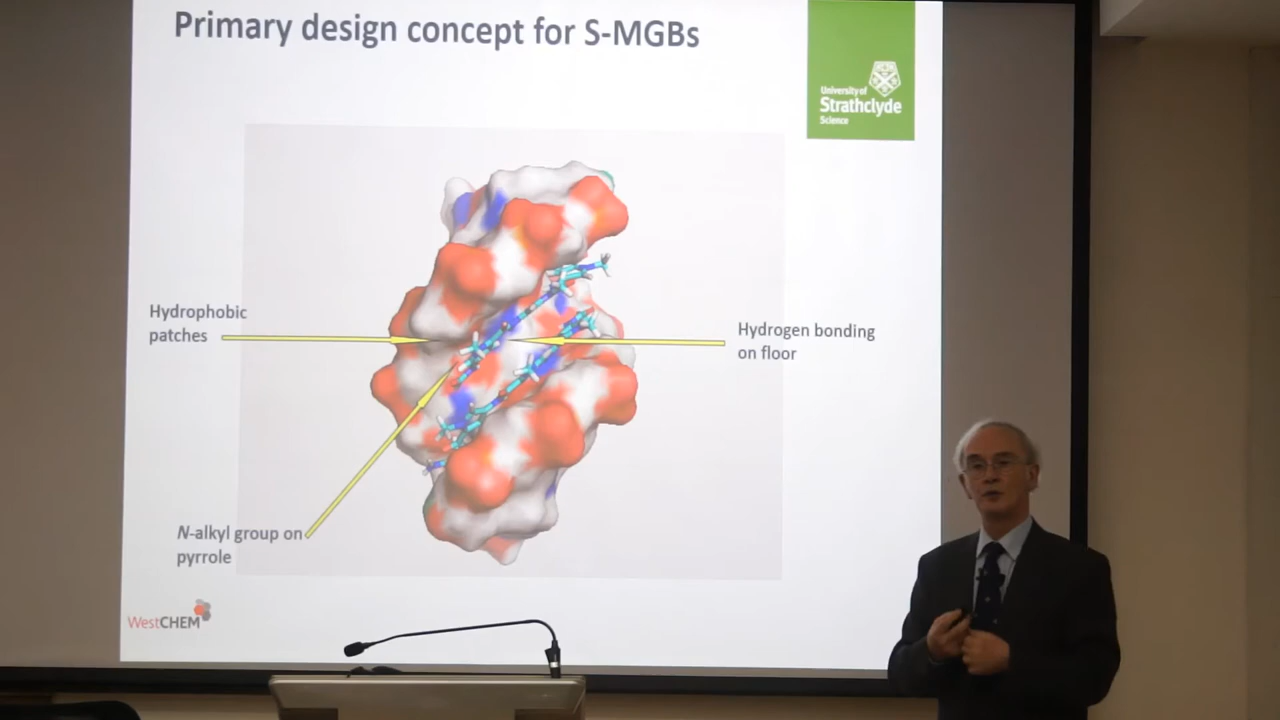 Primary design concept for S-MGBs
University of
Strathclyde
Science
Hydrophobic
patches
Hydrogen bonding
on floor
N-alkyl group on
pyrrole
WestCHEM